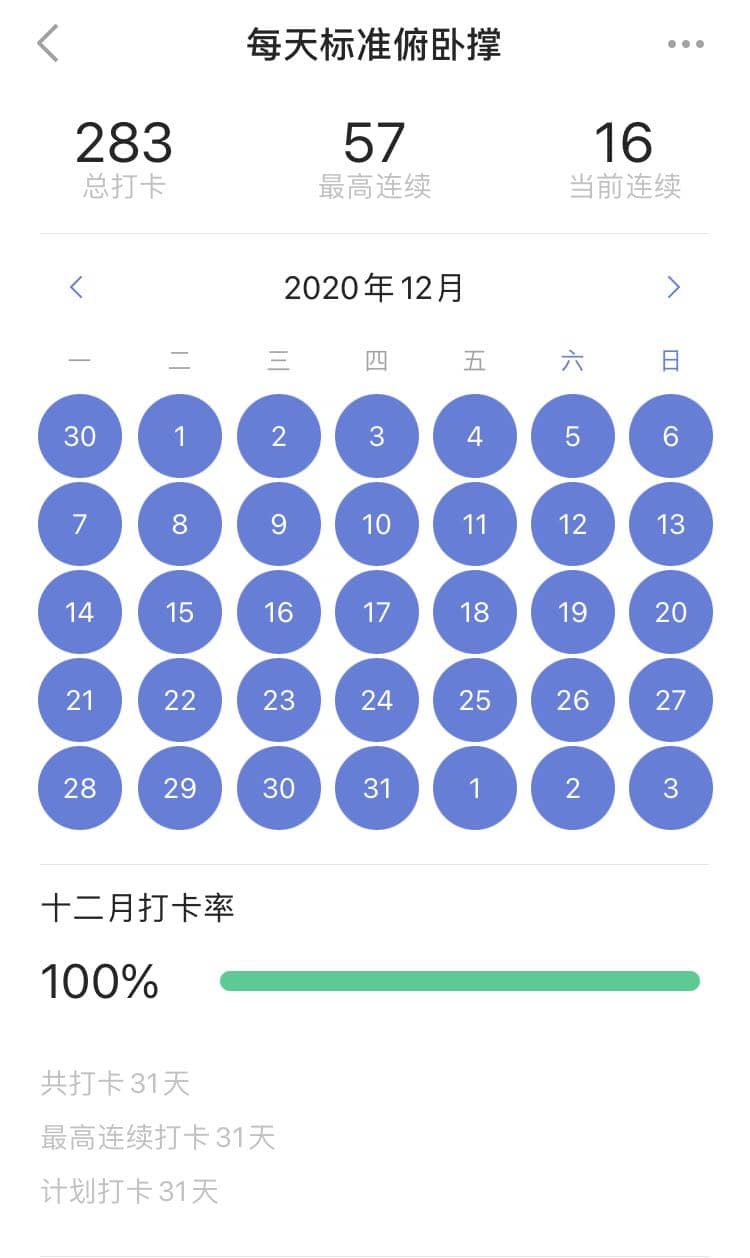 每天标准俯卧撑
283 57 16
总打卡 最高连续 当前连续
2020年12月
一 二 三 四 五 六 日
30 1 2 3 4 5 6
7 8 9 10 11 12 13
14 15 16 17 18 19 20
21 22 23 24 25 26 27
28 29 30 31 1 2 3
十二月打卡率
100%
共打卡31天
最高连续打卡31天
计划打卡31天